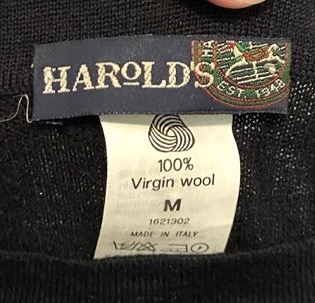 HAROLD'S
EST. 1948
100%
Virgin wool
M
1621302
MADE IN ITALY